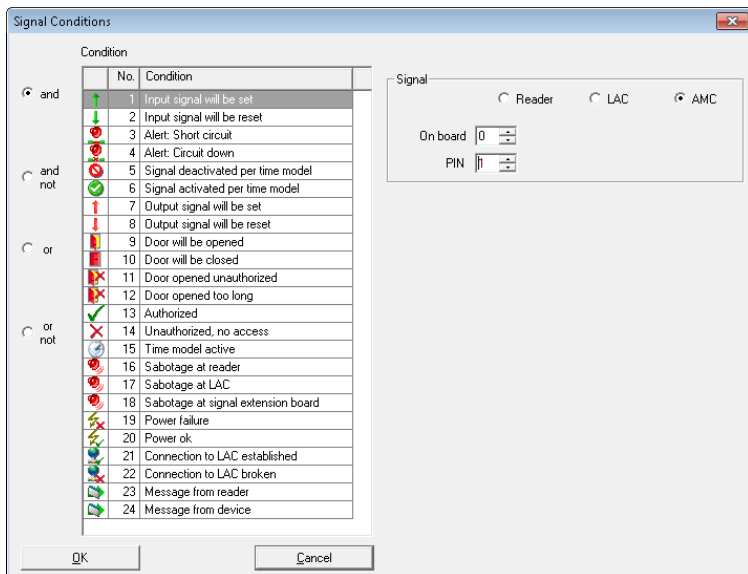 Signal Conditions
Condition
and
and
not
or
or
not
No. Condition
1 Input signal will be set
2 Input signal will be reset
3 Alert: Short circuit
4 Alert: Circuit down
5 Signal deactivated per time model
6 Signal activated per time model
7 Output signal will be set
8 Output signal will be reset
9 Door will be opened
10 Door will be closed
11 Door opened unauthorized
12 Door opened too long
13 Authorized
14 Unauthorized, no access
15 Time model active
16 Sabotage at reader
17 Sabotage at LAC
18 Sabotage at signal extension board
19 Power failure
20 Power ok
21 Connection to LAC established
22 Connection to LAC broken
23 Message from reader
24 Message from device
Signal
Reader LAC AMC
On board 0
PIN 1
OK Cancel